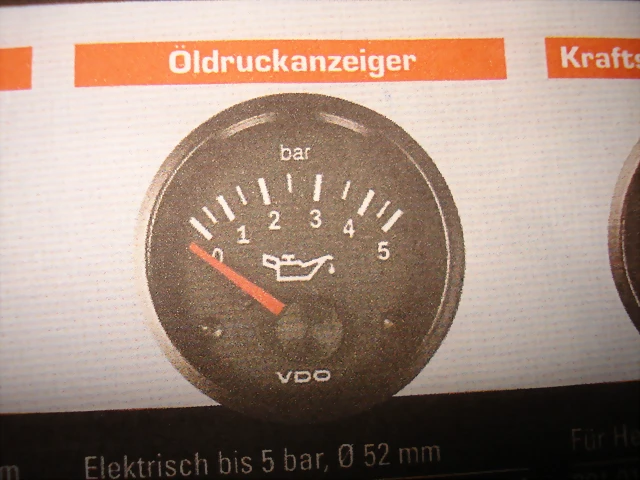 Öldruckanzeiger
Krafts
bar
0 1 2 3 4 5
VDO
Elektrisch bis 5 bar, Ø 52 mm
Für He
m